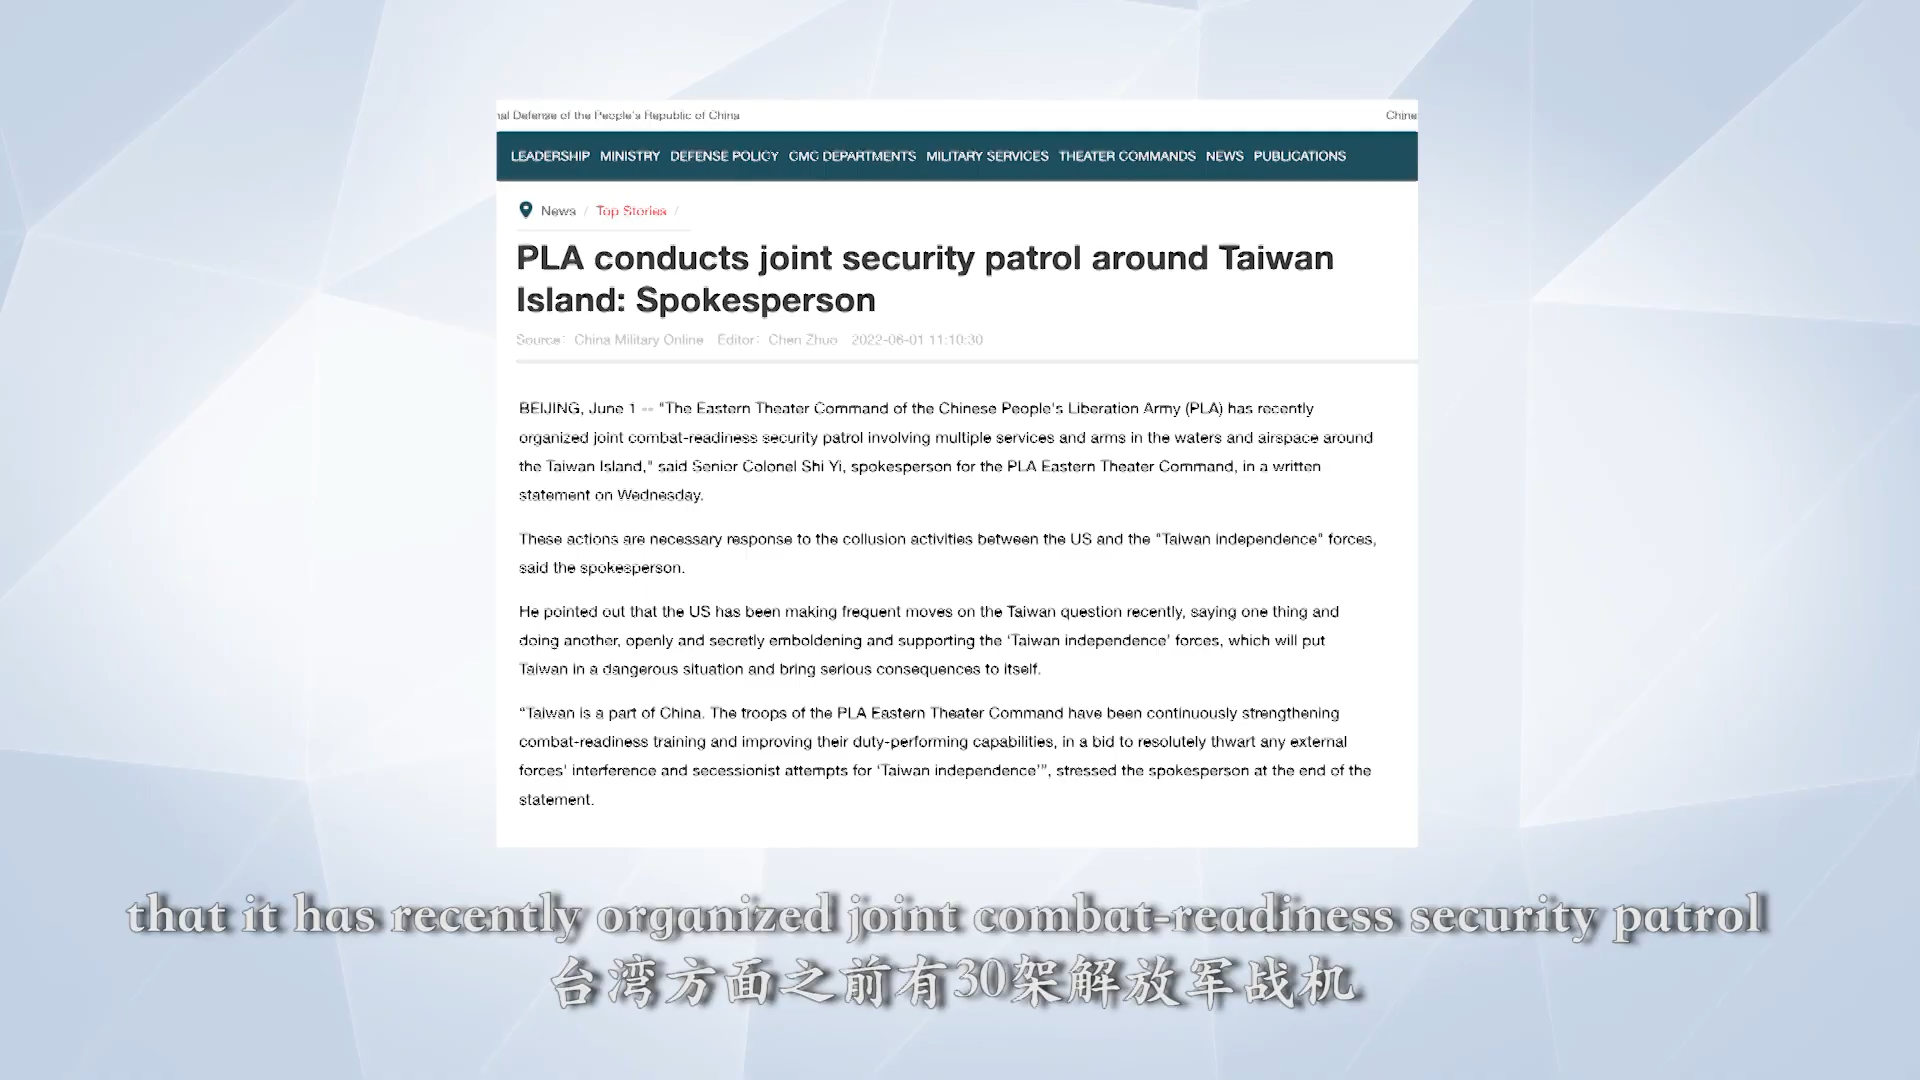 nal Defense of the People's Republic of China
Chine
LEADERSHIP MINISTRY DEFENSE POLICY CMC DEPARTMENTS MILITARY SERVICES THEATER COMMANDS NEWS PUBLICATIONS
News / Top Stories /
PLA conducts joint security patrol around Taiwan
Island: Spokesperson
Source: China Military Online Editor: Chen Zhuo 2022-06-01 11:10:30
BEIJING, June 1 -- "The Eastern Theater Command of the Chinese People's Liberation Army (PLA) has recently
organized joint combat-readiness security patrol involving multiple services and arms in the waters and airspace around
the Taiwan Island," said Senior Colonel Shi Yi, spokesperson for the PLA Eastern Theater Command, in a written
statement on Wednesday.
These actions are necessary response to the collusion activities between the US and the "Taiwan independence" forces,
said the spokesperson.
He pointed out that the US has been making frequent moves on the Taiwan question recently, saying one thing and
doing another, openly and secretly emboldening and supporting the 'Taiwan independence' forces, which will put
Taiwan in a dangerous situation and bring serious consequences to itself.
"Taiwan is a part of China. The troops of the PLA Eastern Theater Command have been continuously strengthening
combat-readiness training and improving their duty-performing capabilities, in a bid to resolutely thwart any external
forces' interference and secessionist attempts for 'Taiwan independence'", stressed the spokesperson at the end of the
statement.
that it has recently organized joint combat-readiness security patrol
台湾方面之前有30架解放军战机